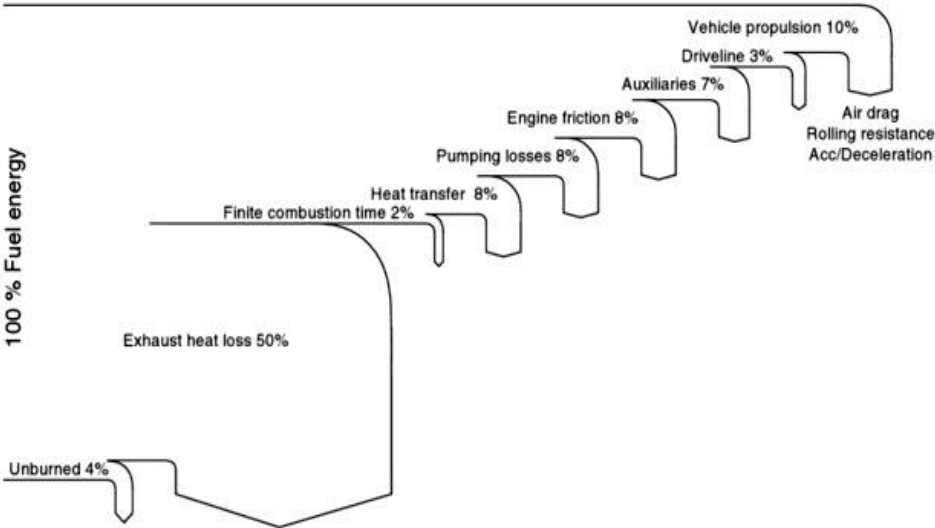 Vehicle propulsion 10%
Driveline 3%
Auxiliaries 7%
Engine friction 8%
Pumping losses 8%
Heat transfer 8%
Finite combustion time 2%
Air drag
Rolling resistance
Acc/Deceleration
100 % Fuel energy
Exhaust heat loss 50%
Unburned 4%